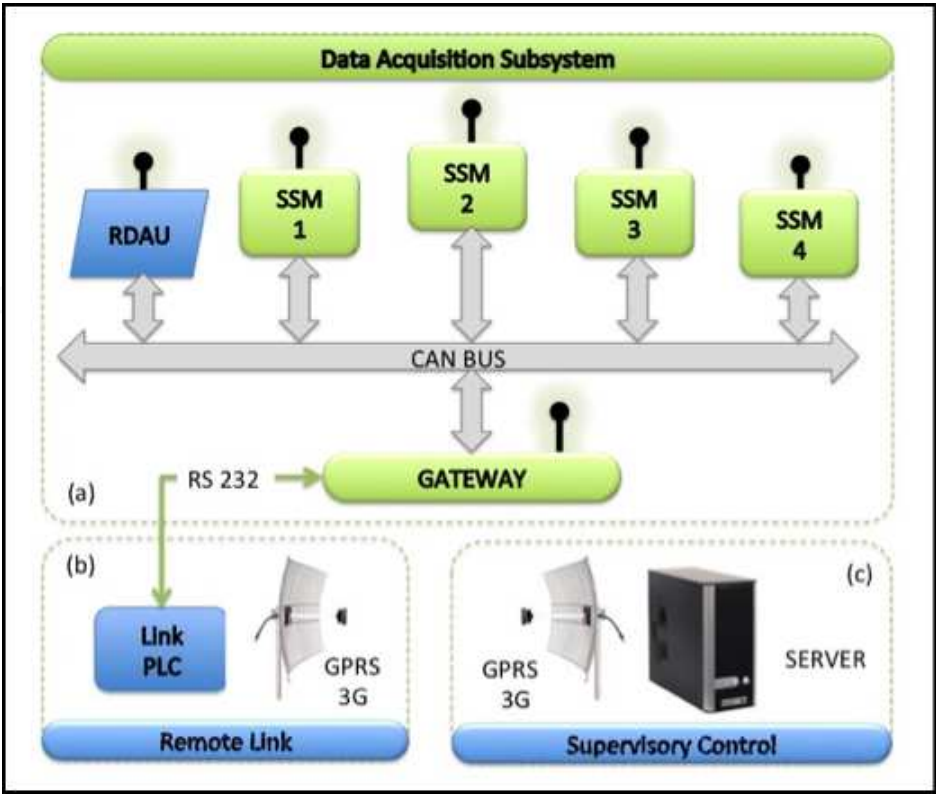 Data Acquisition Subsystem
RDAU
SSM
1
SSM
2
SSM
3
SSM
4
CAN BUS
GATEWAY
RS 232
(a)
(b)
Link
PLC
GPRS
3G
Remote Link
(c)
GPRS
3G
SERVER
Supervisory Control